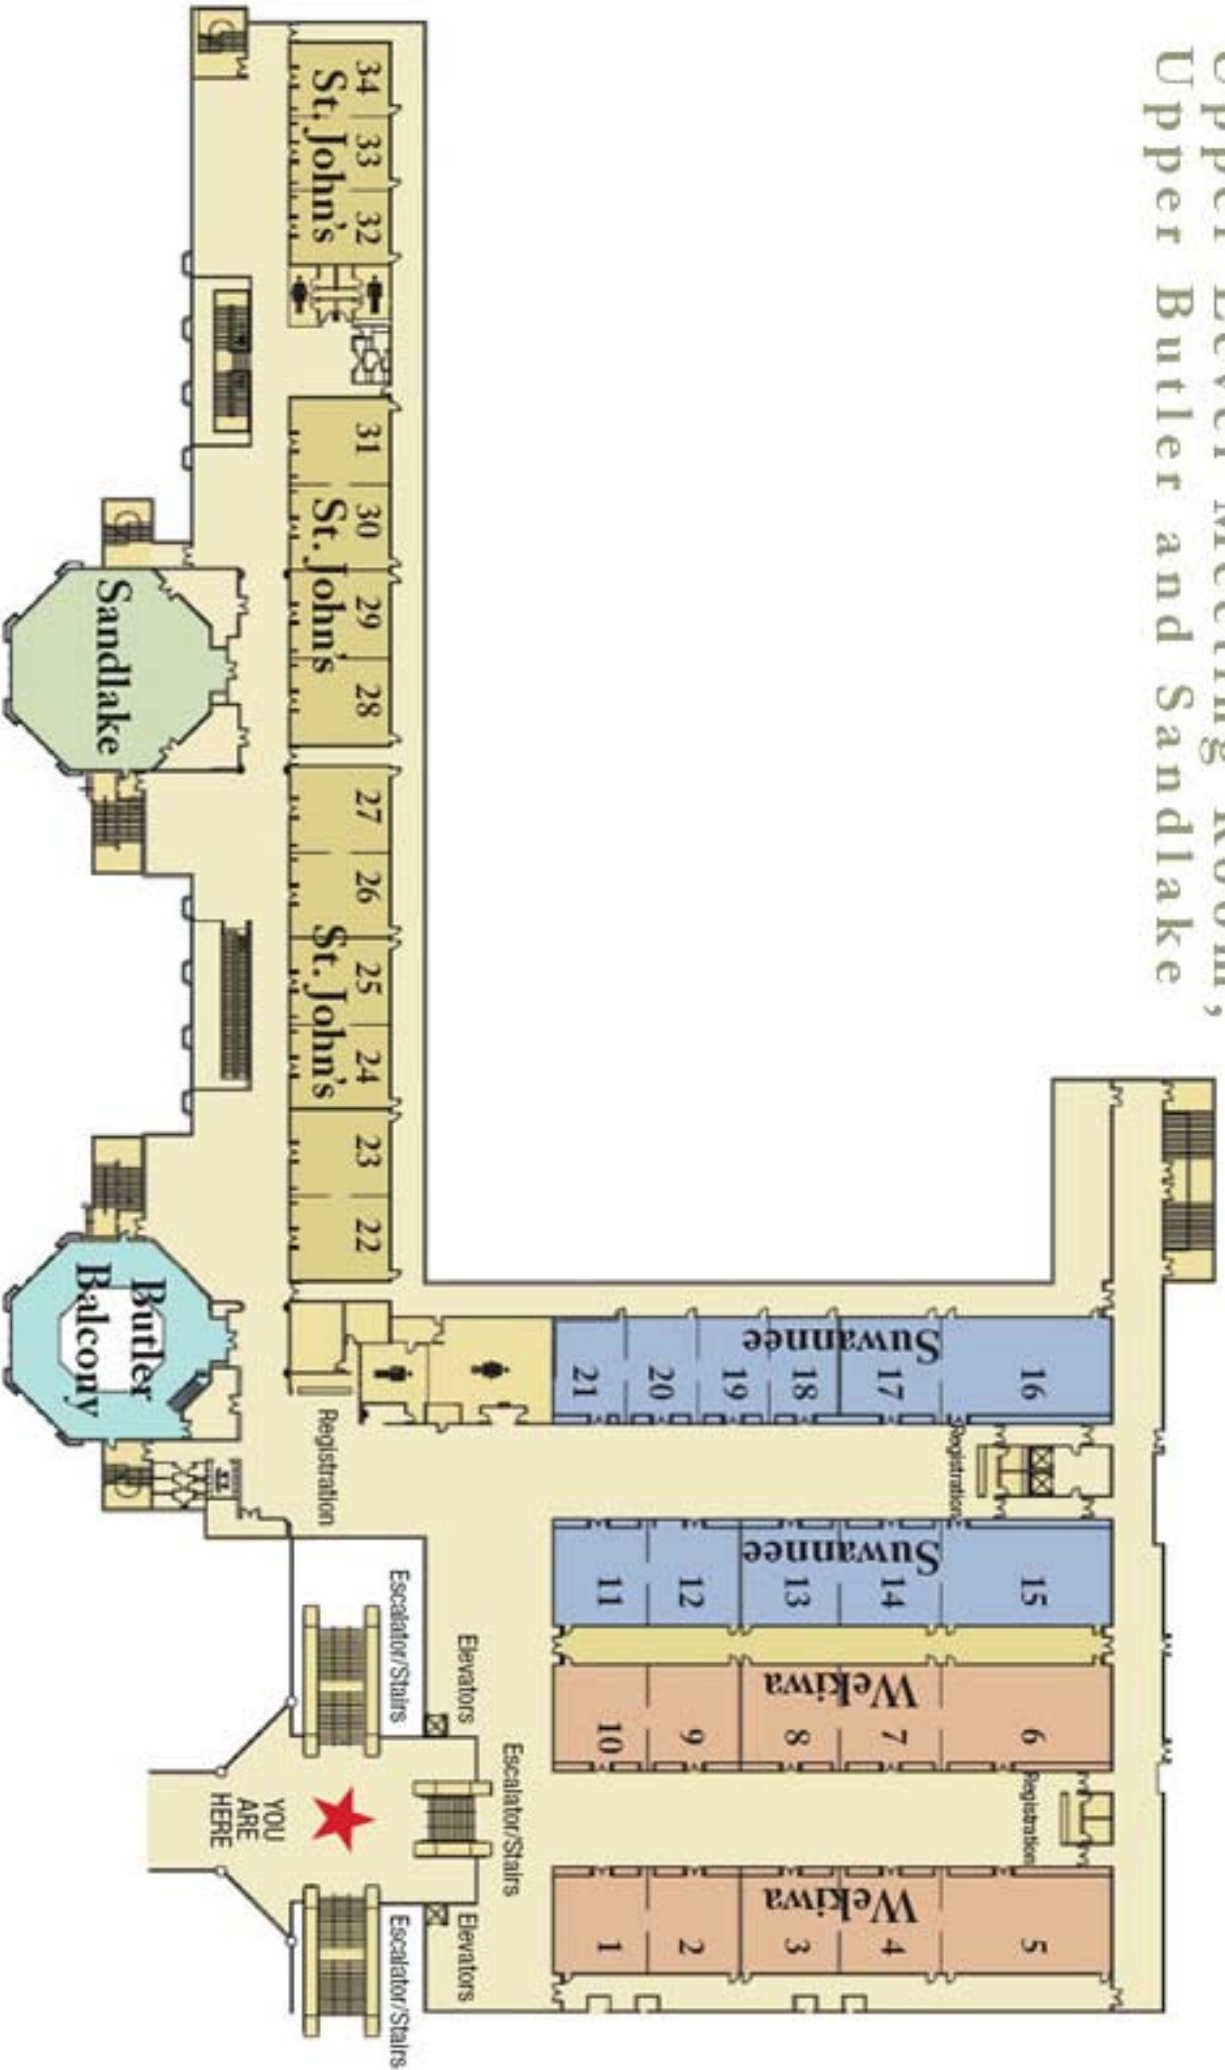 Upper Level Meeting Room,
Upper Butler and Sandlake
34
33
32
St. John's
31
30
29
28
St. John's
27
26
25
24
St. John's
23
22
Sandlake
Butler
Balcony
Registration
Suwannee
21
20
19
18
17
16
Registration
Suwannee
11
12
13
14
15
Wekiwa
10
9
8
7
6
Registration
Wekiwa
1
2
3
4
5
Escalator/Stairs
Elevators
Escalator/Stairs
Elevators
Escalator/Stairs
YOU
ARE
HERE